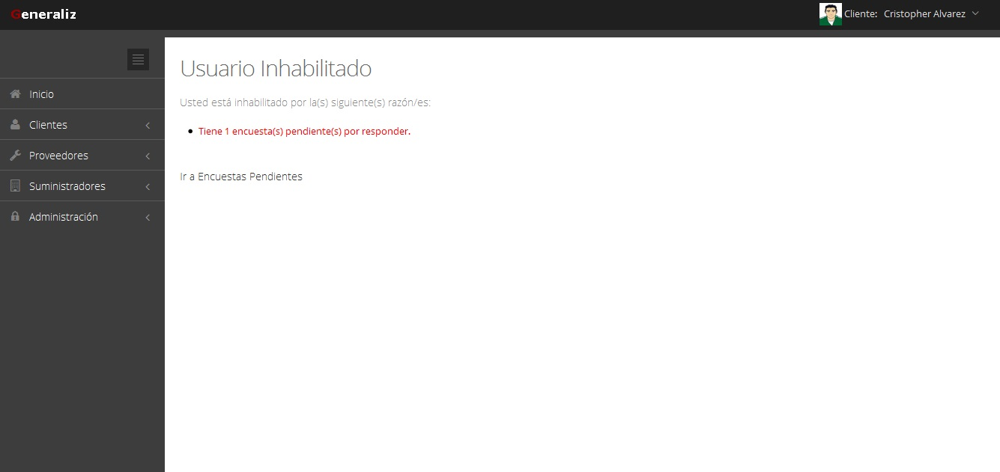 Generaliz
Cliente: Cristopher Alvarez
Inicio
Clientes
Proveedores
Suministradores
Administración
Usuario Inhabilitado
Usted está inhabilitado por la(s) siguiente(s) razón/es:
Tiene 1 encuesta(s) pendiente(s) por responder.
Ir a Encuestas Pendientes